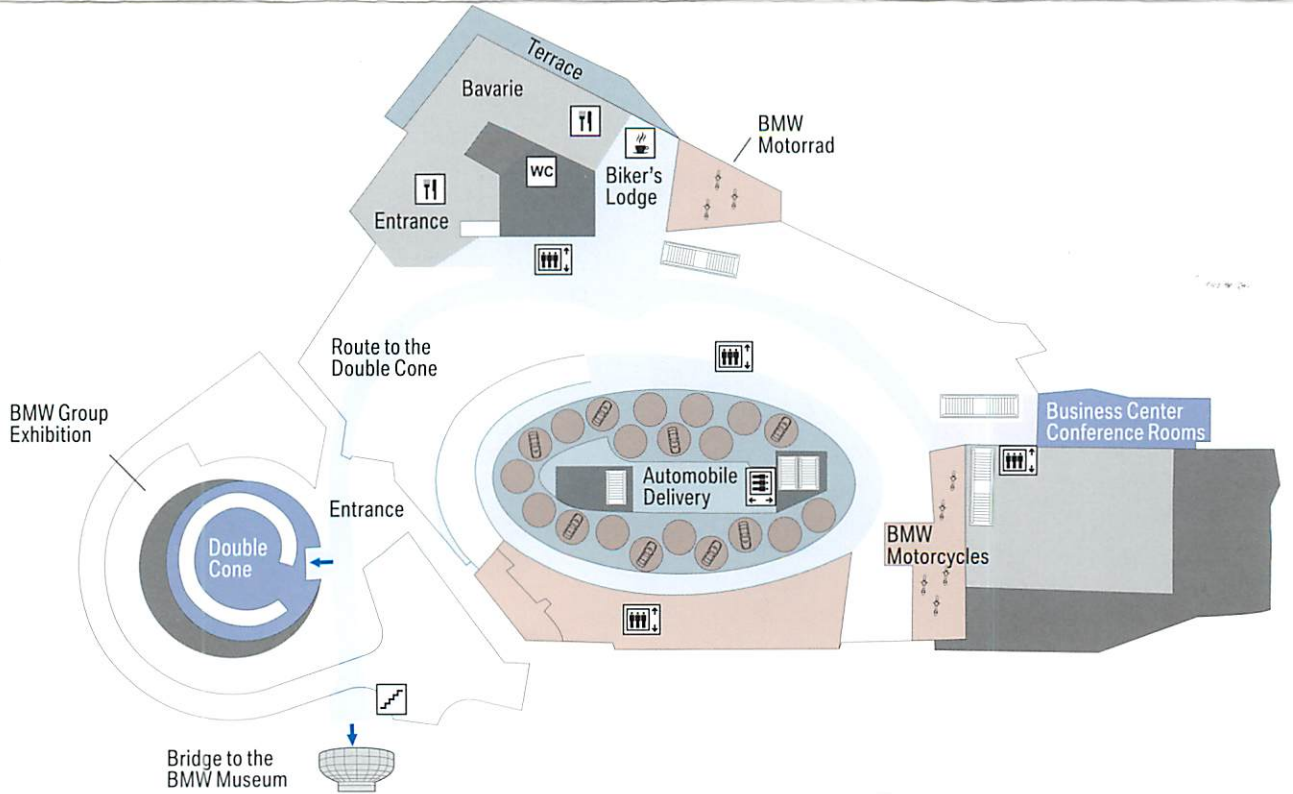 Terrace
Bavarie
BMW
Motorrad
WC
Biker's
Lodge
Entrance
Route to the
Double Cone
BMW Group
Exhibition
Business Center
Conference Rooms
Automobile
Delivery
Entrance
BMW
Motorcycles
Double
Cone
Bridge to the
BMW Museum